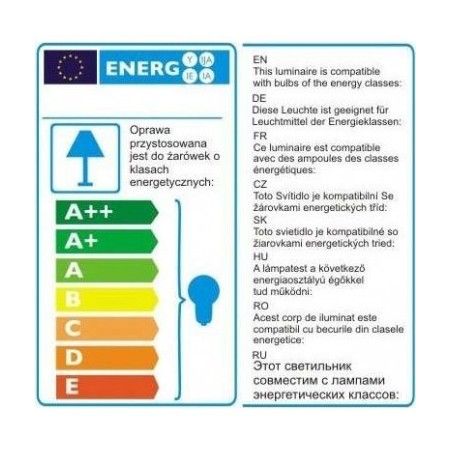 ENERG Y IJA IE IA
Oprawa
przystosowana
jest do żarówek o
klasach
energetycznych:
A++
A+
A
B
C
D
E
EN
This luminaire is compatible
with bulbs of the energy classes:
DE
Diese Leuchte ist geeignet für
Leuchtmittel der Energieklassen:
FR
Ce luminaire est compatible
avec des ampoules des classes
énergétiques:
CZ
Toto Svítidlo je kompatibilní Se
žárovkami energetických tříd:
SK
Toto svietidlo je kompatibilné so
žiarovkami energetických tried:
HU
A lámpatest a következő
energiaosztályú égőkkel
tud működni:
RO
Acest corp de iluminat este
compatibil cu becurile din clasele
energetice:
RU
Этот светильник
совместим с лампами
энергетических классов: